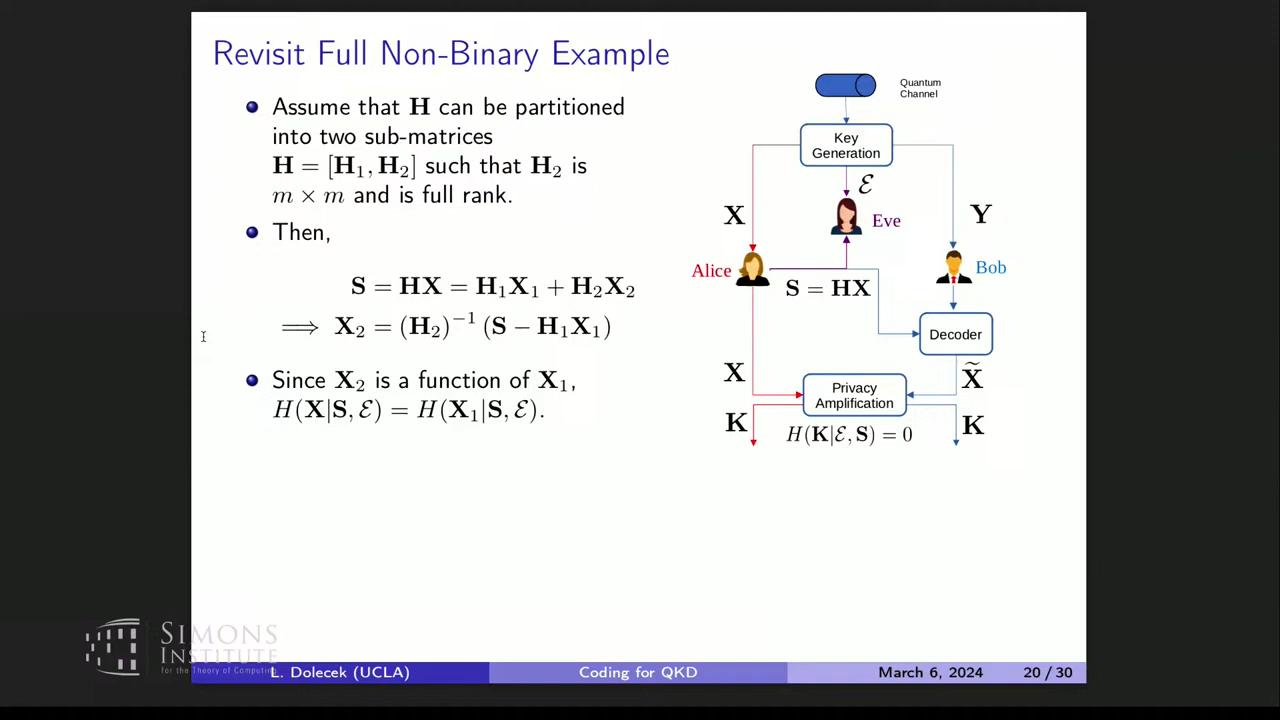 Revisit Full Non-Binary Example
Assume that H can be partitioned
into two sub-matrices
H = [H₁, H₂] such that H₂ is
m × m and is full rank.
Then,
S = HX = H₁X₁ + H₂X₂
⟹ X₂ = (H₂)⁻¹ (S − H₁X₁)
Since X₂ is a function of X₁,
H(X|S, ℰ) = H(X₁|S, ℰ).
Quantum
Channel
Key
Generation
ℰ
X
Eve
Y
Alice
Bob
S = HX
Decoder
X
X̃
Privacy
Amplification
K
K
H(K|ℰ, S) = 0
SIMONS
INSTITUTE
for the Theory of Computing
L. Dolecek (UCLA)
Coding for QKD
March 6, 2024
20 / 30